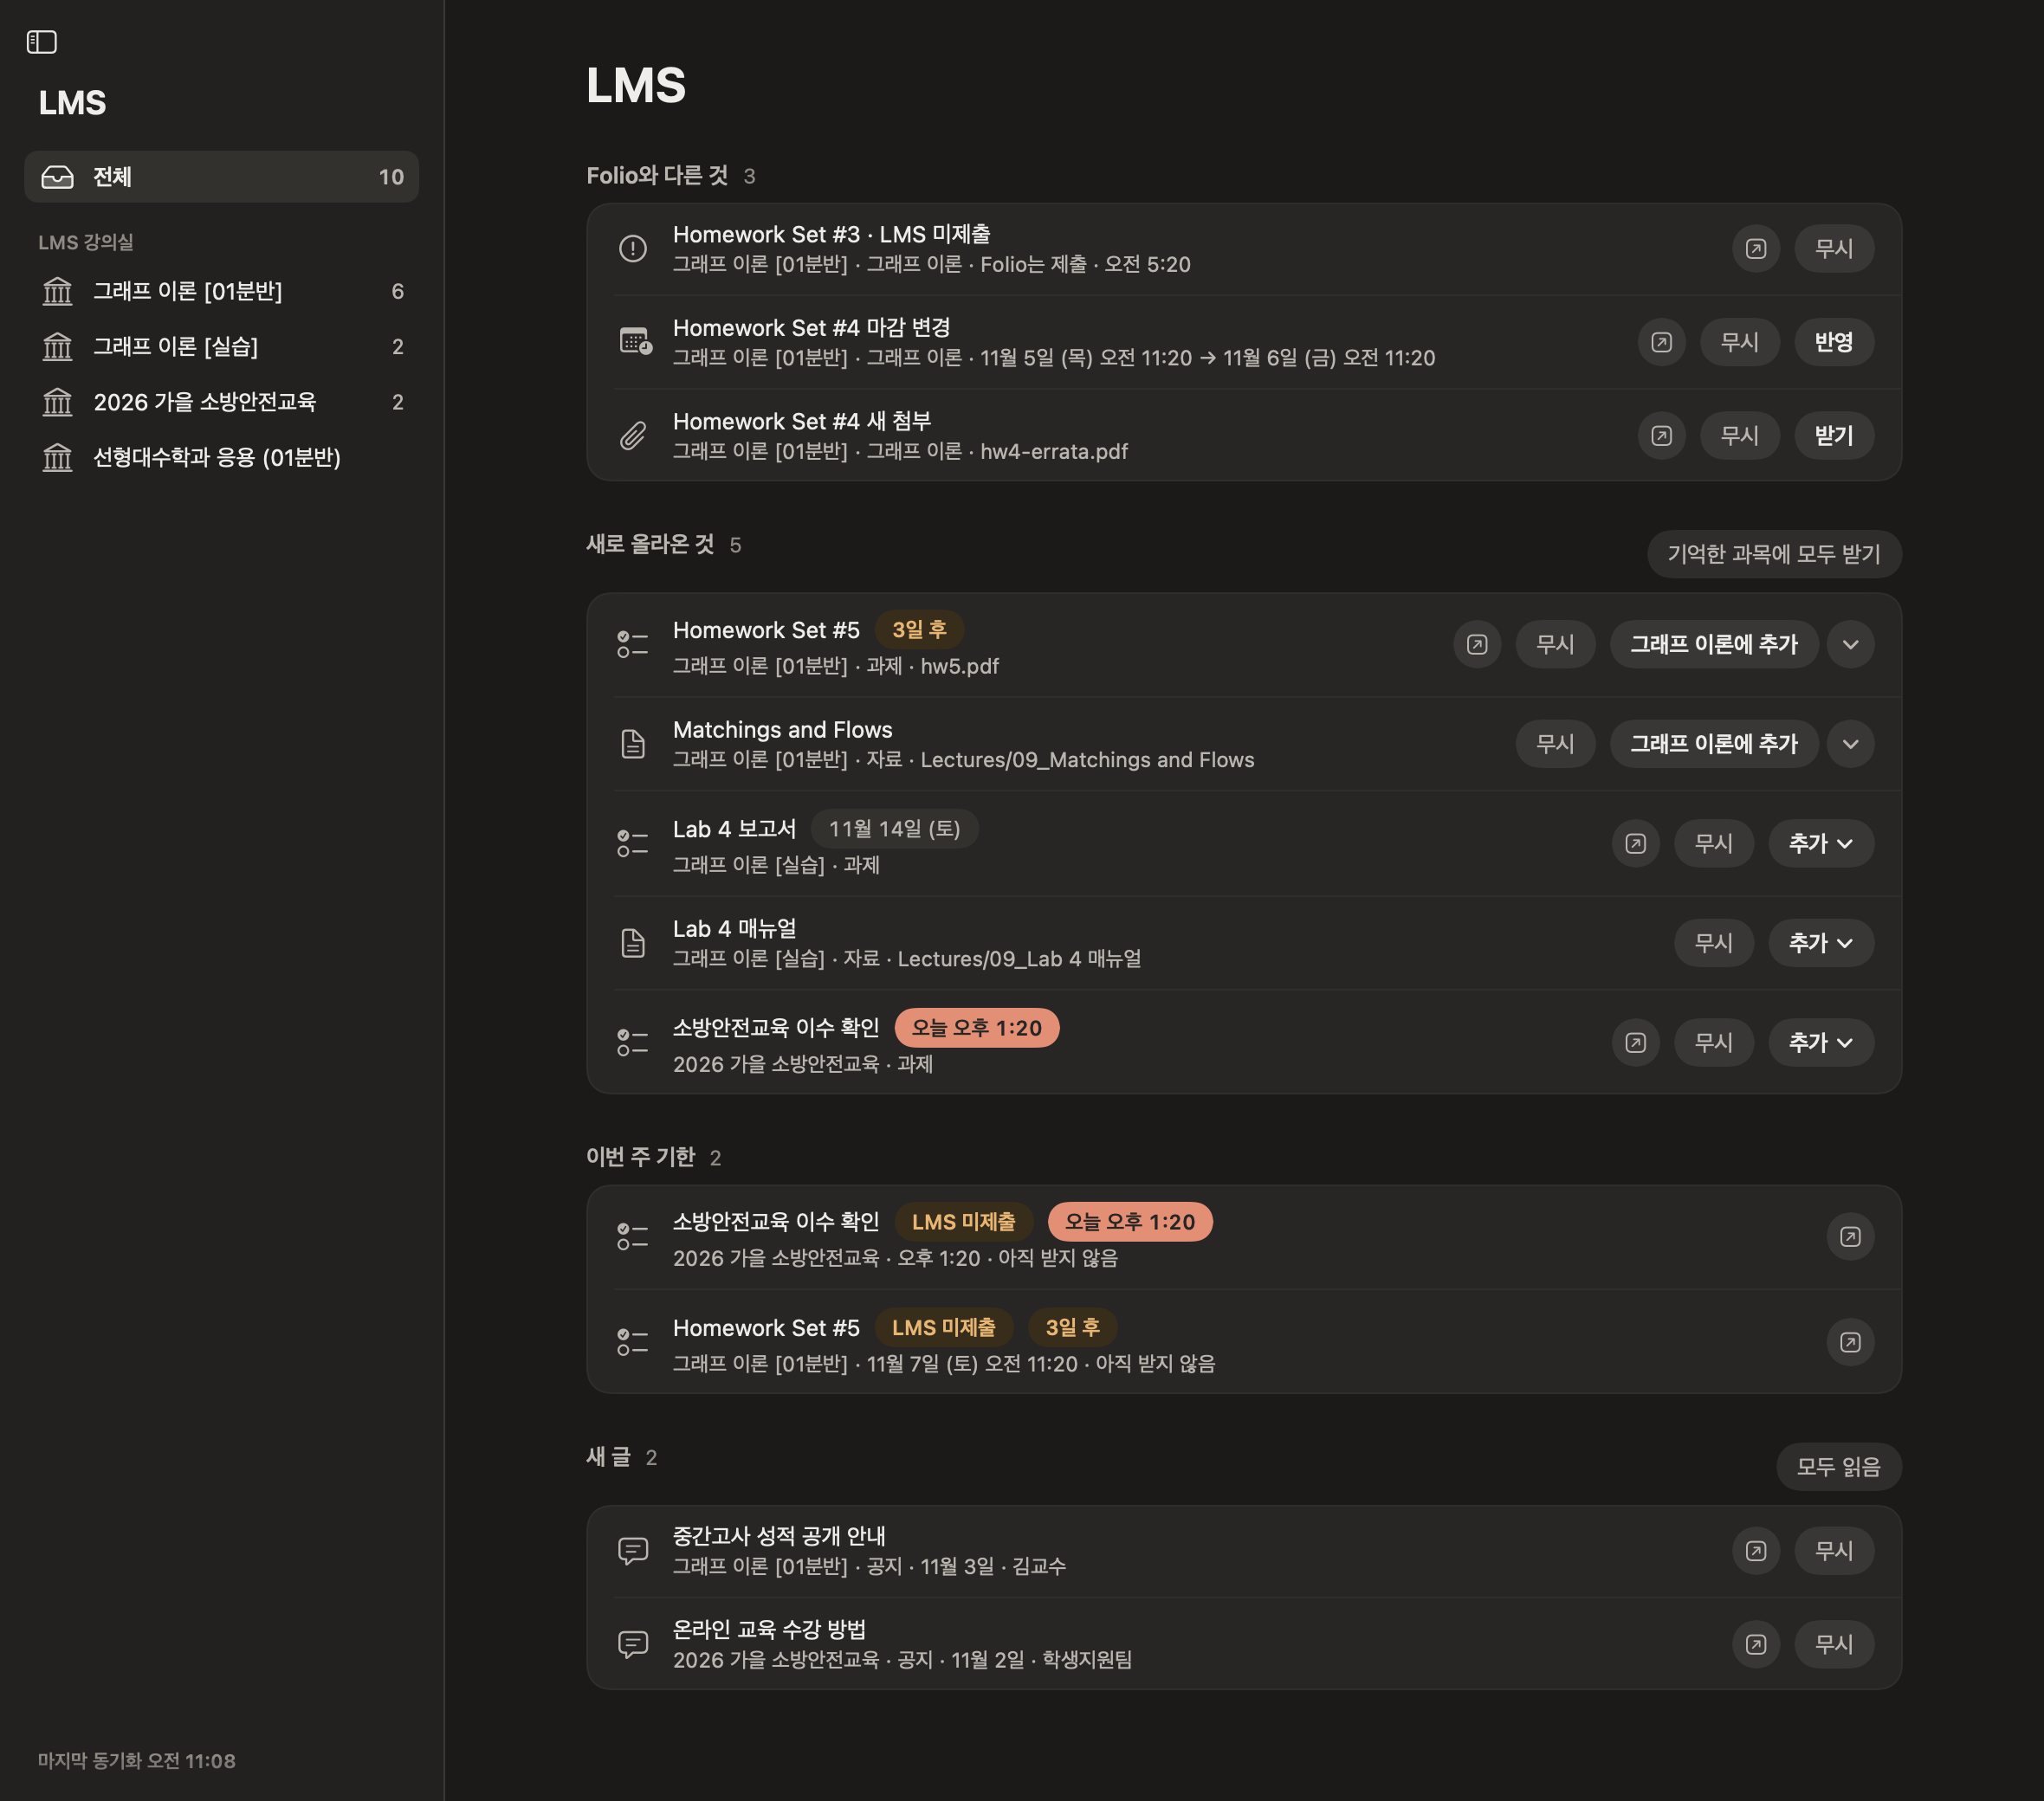 LMS
전체 10
LMS 강의실
그래프 이론 [01분반] 6
그래프 이론 [실습] 2
2026 가을 소방안전교육 2
선형대수학과 응용 (01분반)
마지막 동기화 오전 11:08
LMS
Folio와 다른 것 3
Homework Set #3 · LMS 미제출
그래프 이론 [01분반] · 그래프 이론 · Folio는 제출 · 오전 5:20
무시
Homework Set #4 마감 변경
그래프 이론 [01분반] · 그래프 이론 · 11월 5일 (목) 오전 11:20 → 11월 6일 (금) 오전 11:20
무시 반영
Homework Set #4 새 첨부
그래프 이론 [01분반] · 그래프 이론 · hw4-errata.pdf
무시 받기
새로 올라온 것 5
기억한 과목에 모두 받기
Homework Set #5 3일 후
그래프 이론 [01분반] · 과제 · hw5.pdf
무시 그래프 이론에 추가
Matchings and Flows
그래프 이론 [01분반] · 자료 · Lectures/09_Matchings and Flows
무시 그래프 이론에 추가
Lab 4 보고서 11월 14일 (토)
그래프 이론 [실습] · 과제
무시 추가
Lab 4 매뉴얼
그래프 이론 [실습] · 자료 · Lectures/09_Lab 4 매뉴얼
무시 추가
소방안전교육 이수 확인 오늘 오후 1:20
2026 가을 소방안전교육 · 과제
무시 추가
이번 주 기한 2
소방안전교육 이수 확인 LMS 미제출 오늘 오후 1:20
2026 가을 소방안전교육 · 오후 1:20 · 아직 받지 않음
Homework Set #5 LMS 미제출 3일 후
그래프 이론 [01분반] · 11월 7일 (토) 오전 11:20 · 아직 받지 않음
새 글 2
모두 읽음
중간고사 성적 공개 안내
그래프 이론 [01분반] · 공지 · 11월 3일 · 김교수
무시
온라인 교육 수강 방법
2026 가을 소방안전교육 · 공지 · 11월 2일 · 학생지원팀
무시